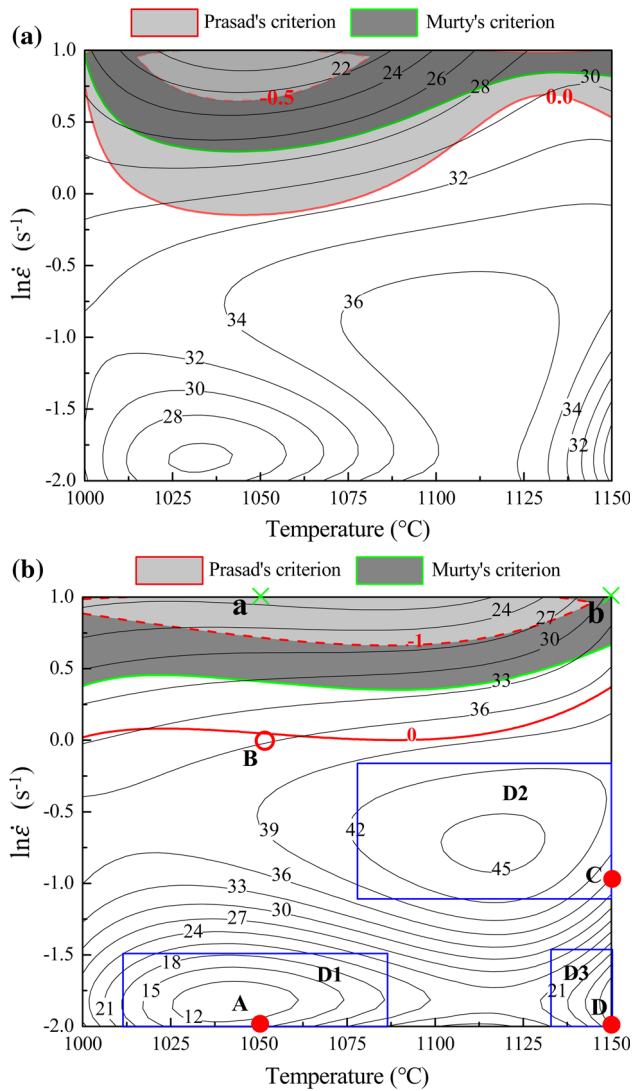 (a) Prasad's criterion Murty's criterion
1.0
22 24 26 28 30
-0.5 0.0
0.5
32
0.0
lnε̇ (s⁻¹)
-0.5
36
34
-1.0
32
30
34
-1.5
28
32
-2.0
1000 1025 1050 1075 1100 1125 1150
Temperature (°C)
(b) Prasad's criterion Murty's criterion
1.0
a b
24 27
-1 30
0.5
33
36
0
0.0
B
lnε̇ (s⁻¹)
D2
-0.5
39 42
45
36
-1.0
C
33
30
27
24
-1.5
18 D1 D3
15 A 21 D
21 12
-2.0
1000 1025 1050 1075 1100 1125 1150
Temperature (°C)